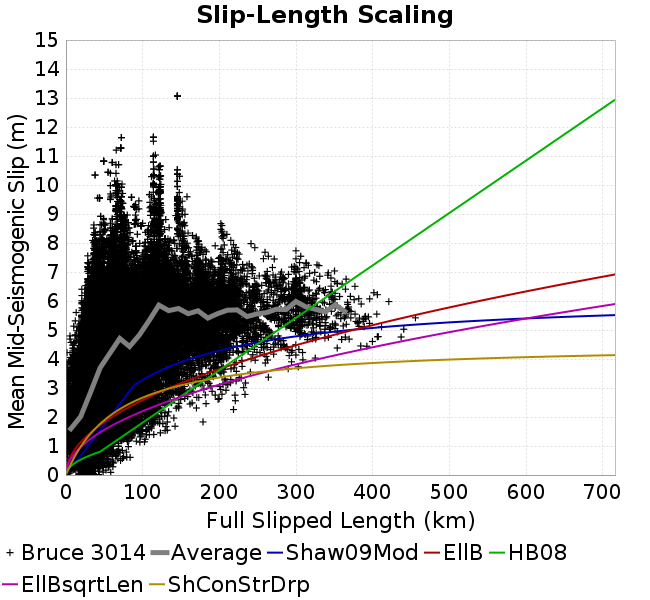 Slip-Length Scaling
Mean Mid-Seismogenic Slip (m)
15
14
13
12
11
10
9
8
7
6
5
4
3
2
1
0
0 100 200 300 400 500 600 700
Full Slipped Length (km)
Bruce 3014 Average Shaw09Mod EllB HB08
EllBsqrtLen ShConStrDrp